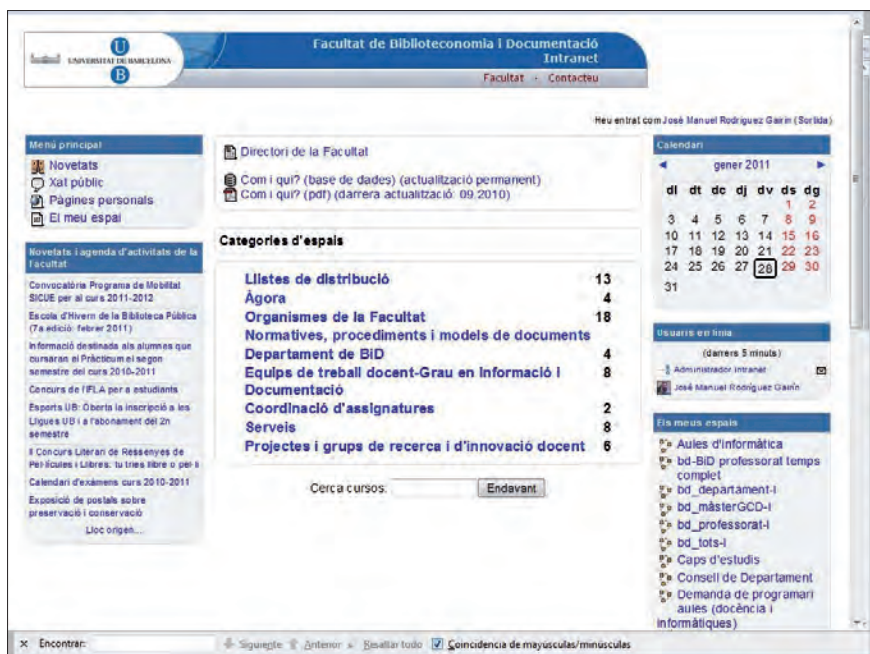 UNIVERSITAT DE BARCELONA
U
B
Facultat de Biblioteconomia i Documentació
Intranet
Facultat - Contacteu
Heu entrat com José Manuel Rodríguez Gairín (Sortida)
Menú principal
Novetats
Xat públic
Pàgines personals
El meu espai
Novetats i agenda d'activitats de la
Facultat
Convocatòria Programa de Mobilitat
SICUE per al curs 2011-2012
Escola d'Hivern de la Biblioteca Pública
(7a edició: febrer 2011)
Informació destinada als alumnes que
cursaran el Pràcticum el segon
semestre del curs 2010-2011
Concurs de l'IFLA per a estudiants
Esports UB: Oberta la inscripció a les
Lligues UB i a l'abonament del 2n
semestre
II Concurs Literari de Ressenyes de
Pel·lícules i Llibres: tu tries llibre o pel·li
Calendari d'exàmens curs 2010-2011
Exposició de postals sobre
preservació i conservació
Lloc origen...
Directori de la Facultat
Com i qui? (base de dades) (actualització permanent)
Com i qui? (pdf) (darrera actualització: 09.2010)
Categories d'espais
Llistes de distribució 13
Àgora 4
Organismes de la Facultat 18
Normatives, procediments i models de documents
Departament de BiD 4
Equips de treball docent-Grau en Informació i 8
Documentació
Coordinació d'assignatures 2
Serveis 8
Projectes i grups de recerca i d'innovació docent 6
Cerca cursos: Endavant
Calendari
gener 2011
dl dt dc dj dv ds dg
1 2
3 4 5 6 7 8 9
10 11 12 13 14 15 16
17 18 19 20 21 22 23
24 25 26 27 28 29 30
31
Usuaris en línia
(darrers 5 minuts)
Administrador Intranet
José Manuel Rodríguez Gairín
Els meus espais
Aules d'informàtica
bd-BiD professorat temps
complet
bd_departament-l
bd_màsterGCD-l
bd_professorat-l
bd_tots-l
Caps d'estudis
Consell de Departament
Demanda de programari
aules (docència i
informàtiques)
x Encontrar: Siguiente Anterior Resaltar todo Coincidencia de mayúsculas/minúsculas